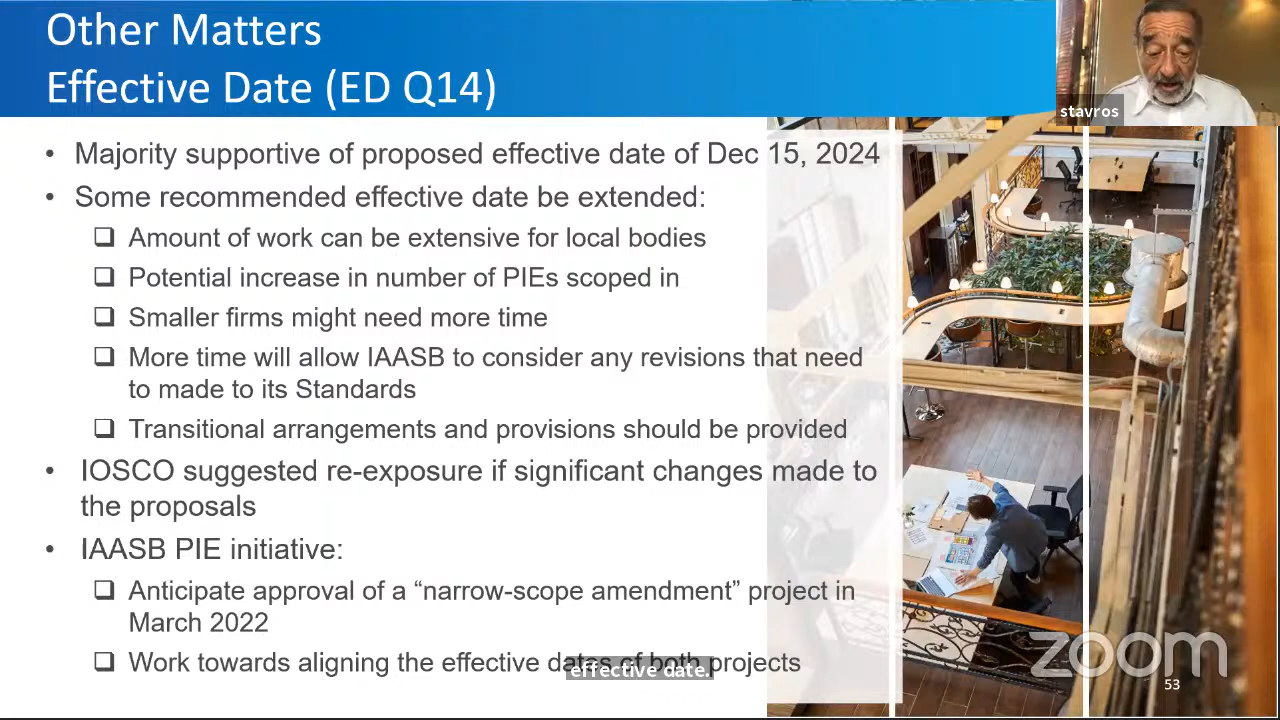 Other Matters
Effective Date (ED Q14)
stavros
• Majority supportive of proposed effective date of Dec 15, 2024
• Some recommended effective date be extended:
❑ Amount of work can be extensive for local bodies
❑ Potential increase in number of PIEs scoped in
❑ Smaller firms might need more time
❑ More time will allow IAASB to consider any revisions that need
to made to its Standards
❑ Transitional arrangements and provisions should be provided
• IOSCO suggested re-exposure if significant changes made to
the proposals
• IAASB PIE initiative:
❑ Anticipate approval of a “narrow-scope amendment” project in
March 2022
❑ Work towards aligning the effective dates of both projects
effective date.
zoom
53